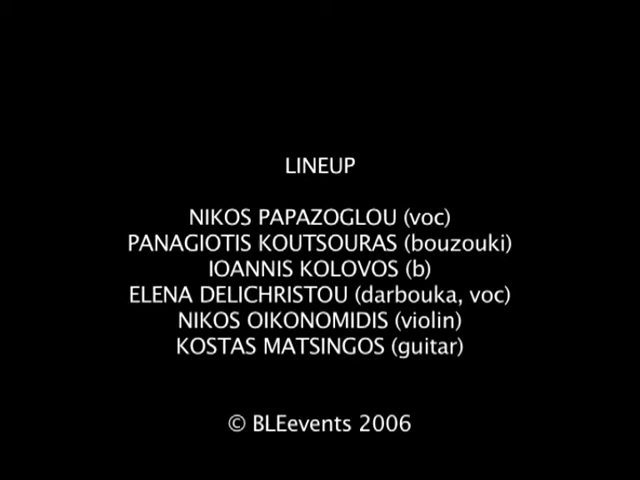 LINEUP
NIKOS PAPAZOGLOU (voc)
PANAGIOTIS KOUTSOURAS (bouzouki)
IOANNIS KOLOVOS (b)
ELENA DELICHRISTOU (darbouka, voc)
NIKOS OIKONOMIDIS (violin)
KOSTAS MATSINGOS (guitar)
© BLEevents 2006